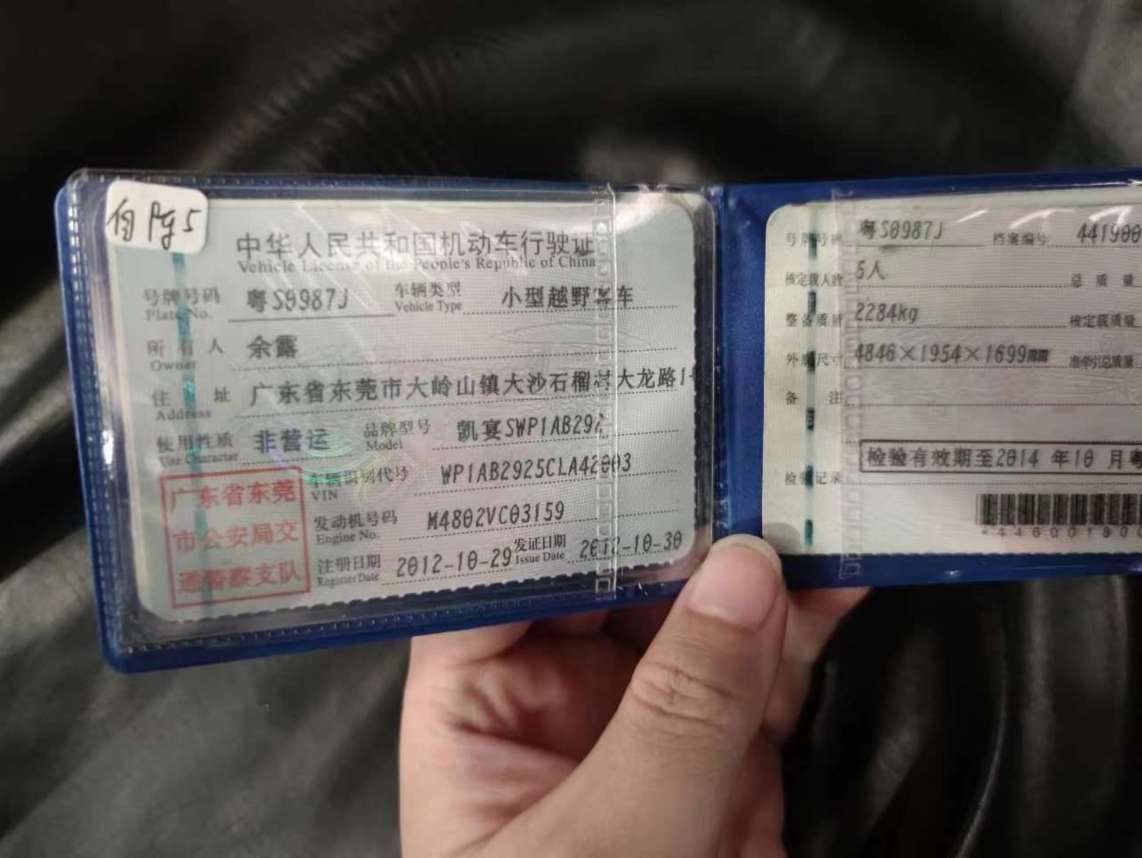 自 Pg5
中华人民共和国机动车行驶证
Vehicle License of the People's Republic of China
号牌号码 粤S0987J 车辆类型 小型越野客车
Plate No. Vehicle Type
所有人 余露
Owner
住址 广东省东莞市大岭山镇大沙石榴村大龙路1
Address
使用性质 非营运 品牌型号 凯宴SWP1AB292
Use Character Model
车辆识别代号 WP1AB2925CLA42003
VIN
发动机号码 M4802VC03159
Engine No.
注册日期 2012-10-29 发证日期 2012-10-30
Register Date Issue Date
广东省东莞
市公安局交
通警察支队
号牌号码 粤S0987J 档案编号 441900
核定载人数 5人 总质量
整备质量 2284kg 核定载质量
外廓尺寸 4846×1954×1699mm 准牵引总质量
备注
检验记录 检验有效期至2014年10月粤